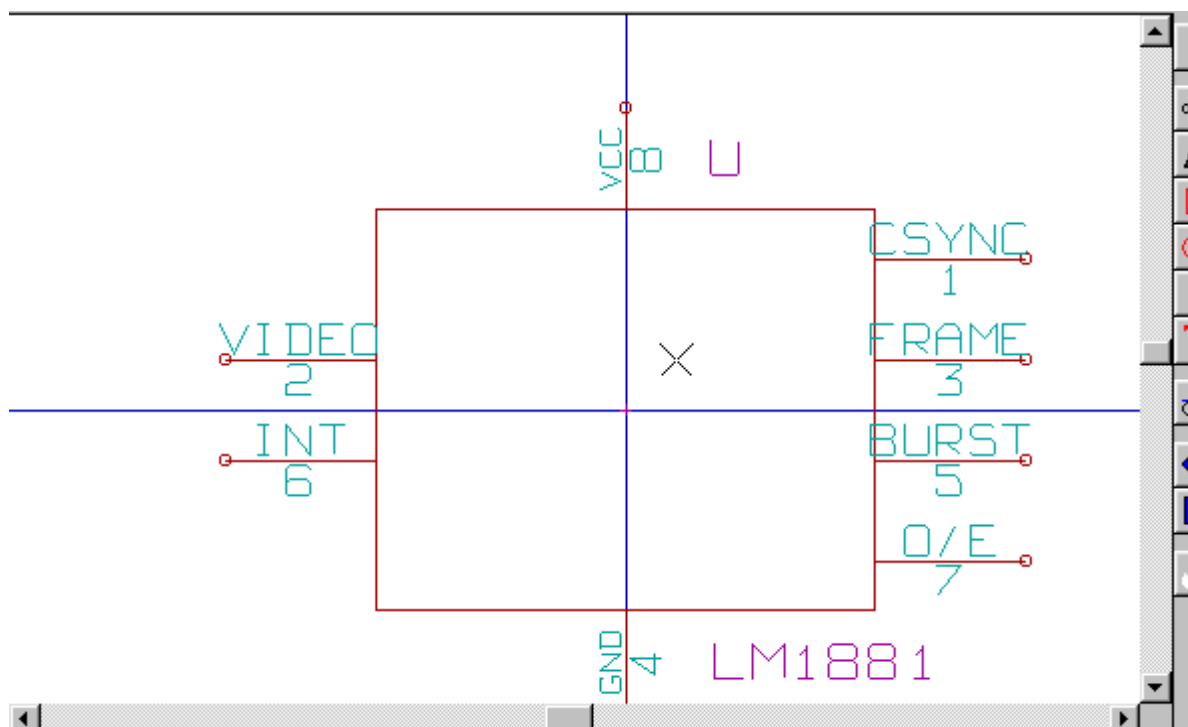 VCC
8
U
CSYNC
1
VIDEO
2
FRAME
3
INT
6
BURST
5
O/E
7
GND
4
LM1881